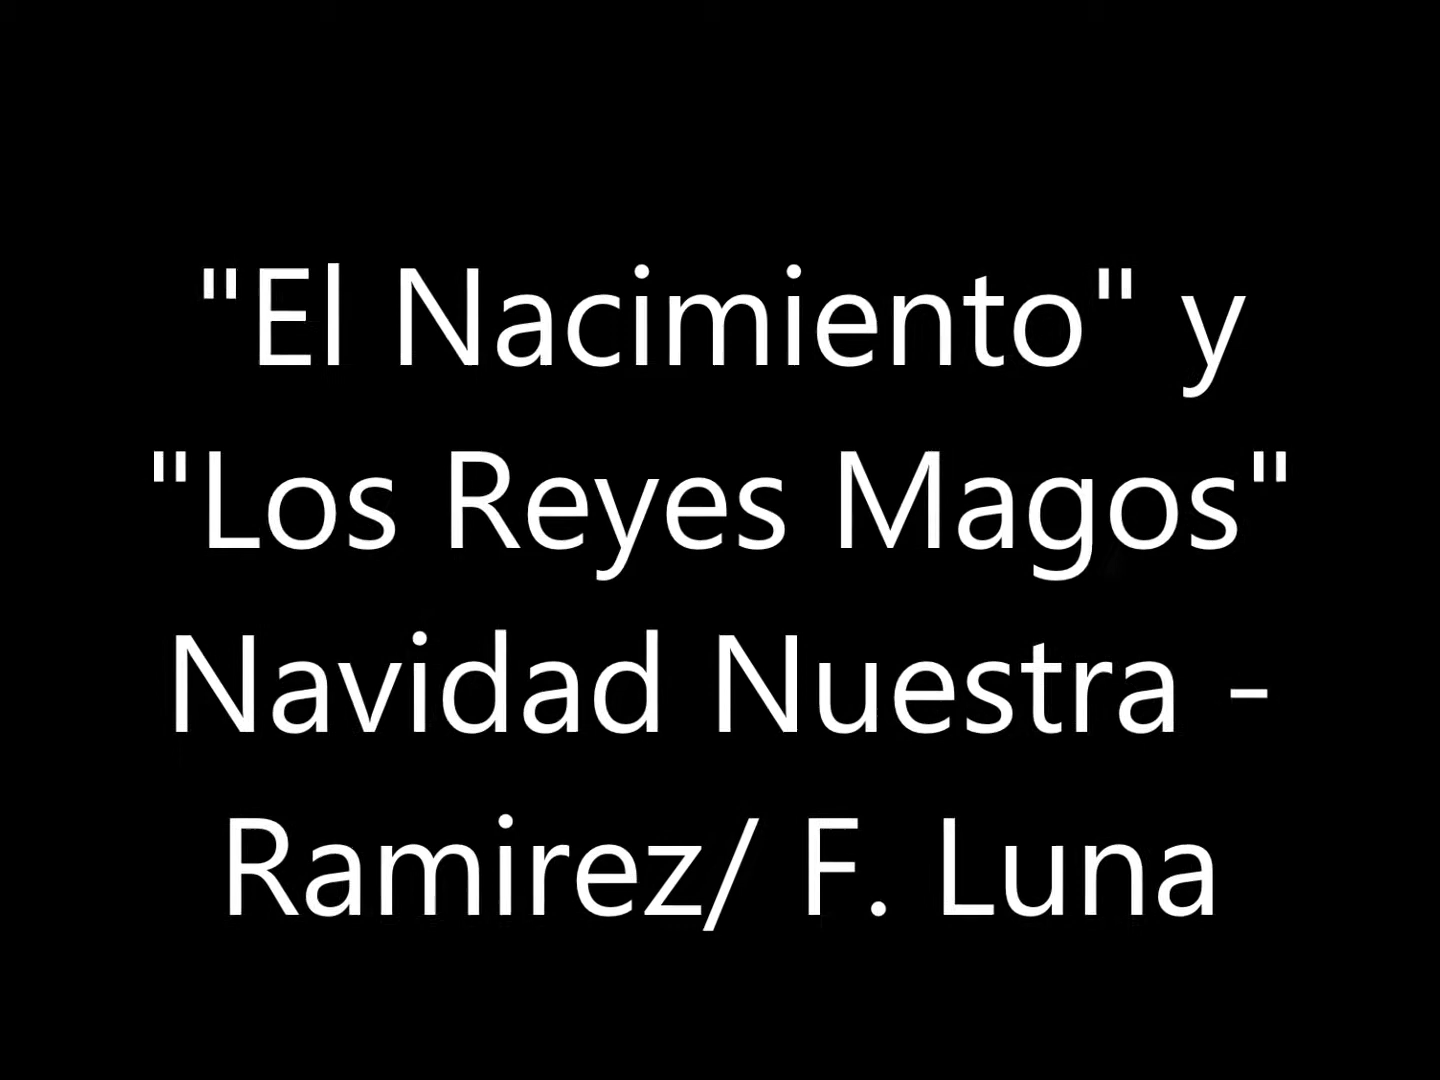 "El Nacimiento" y
"Los Reyes Magos"
Navidad Nuestra -
Ramirez/ F. Luna